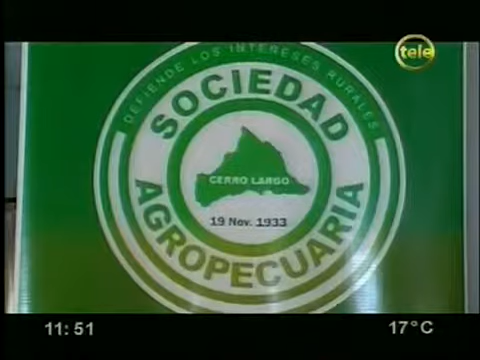 tele
DEFIENDE LOS INTERESES RURALES
SOCIEDAD
CERRO LARGO
19 Nov. 1933
AGROPECUARIA
11:51
17°C